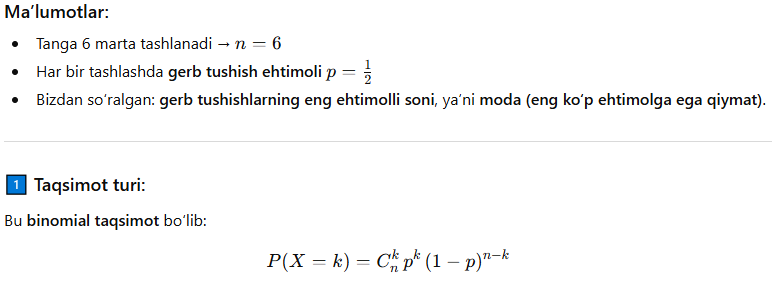 Ma’lumotlar:
• Tanga 6 marta tashlanadi → n = 6
• Har bir tashlashda gerb tushish ehtimoli p = 1/2
• Bizdan so‘ralgan: gerb tushishlarning eng ehtimolli soni, ya’ni moda (eng ko‘p ehtimolga ega qiymat).
1 Taqsimot turi:
Bu binomial taqsimot bo‘lib:
P(X = k) = C_n^k p^k (1 − p)^{n−k}